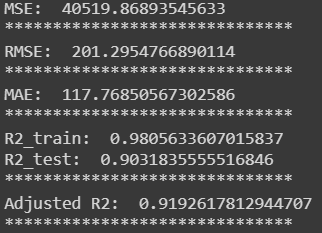 MSE:  40519.86893545633
******************************
RMSE:  201.2954766890114
******************************
MAE:  117.76850567302586
******************************
R2_train:  0.9805633607015837
R2_test:  0.9031835555516846
******************************
Adjusted R2:  0.9192617812944707
******************************